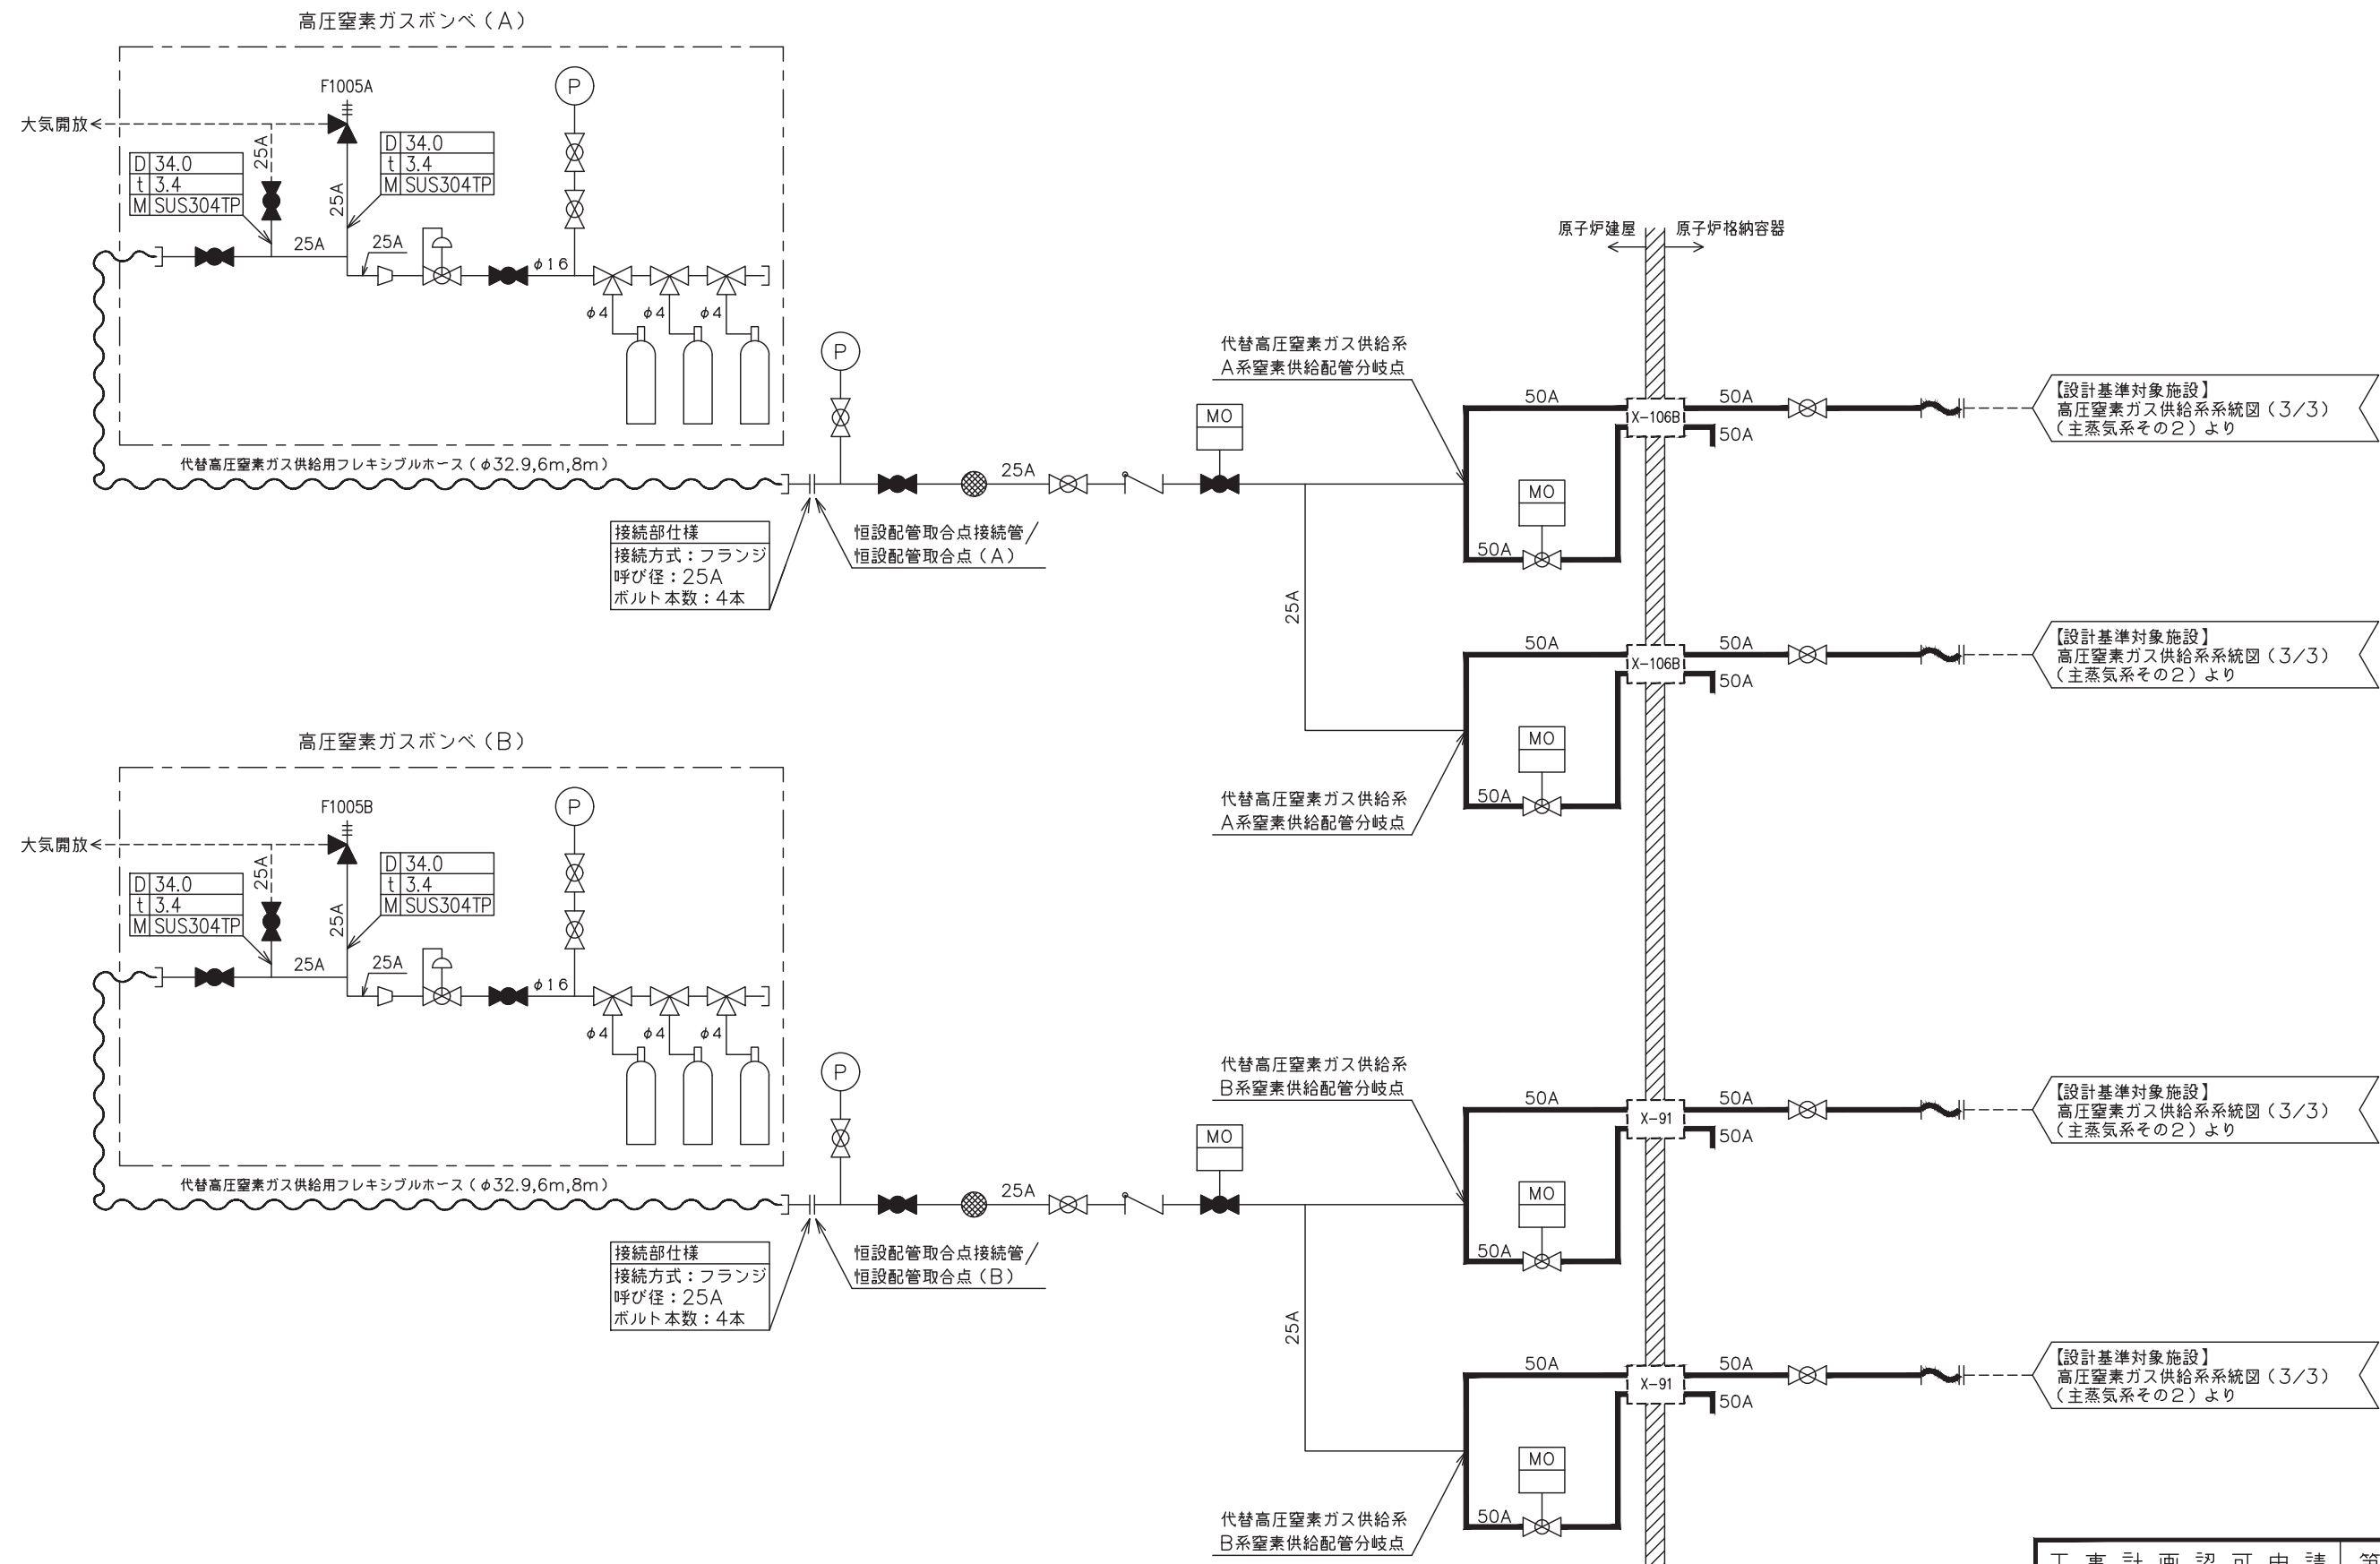 高圧窒素ガスボンベ（A）
F1005A
P
大気開放
25A
D 34.0
t 3.4
M SUS304TP
D 34.0
t 3.4
M SUS304TP
25A
25A
25A
φ16
φ4
φ4
φ4
代替高圧窒素ガス供給用フレキシブルホース（φ32.9,6m,8m）
P
接続部仕様
接続方式：フランジ
呼び径：25A
ボルト本数：4本
恒設配管取合点接続管／
恒設配管取合点（A）
25A
MO
25A
原子炉建屋
原子炉格納容器
代替高圧窒素ガス供給系
A系窒素供給配管分岐点
50A
X-106B
50A
50A
MO
50A
【設計基準対象施設】
高圧窒素ガス供給系系統図（3/3）
（主蒸気系その2）より
50A
X-106B
50A
50A
MO
50A
【設計基準対象施設】
高圧窒素ガス供給系系統図（3/3）
（主蒸気系その2）より
代替高圧窒素ガス供給系
A系窒素供給配管分岐点
高圧窒素ガスボンベ（B）
F1005B
P
大気開放
25A
D 34.0
t 3.4
M SUS304TP
D 34.0
t 3.4
M SUS304TP
25A
25A
25A
φ16
φ4
φ4
φ4
代替高圧窒素ガス供給用フレキシブルホース（φ32.9,6m,8m）
P
接続部仕様
接続方式：フランジ
呼び径：25A
ボルト本数：4本
恒設配管取合点接続管／
恒設配管取合点（B）
25A
MO
25A
代替高圧窒素ガス供給系
B系窒素供給配管分岐点
50A
X-91
50A
50A
MO
50A
【設計基準対象施設】
高圧窒素ガス供給系系統図（3/3）
（主蒸気系その2）より
50A
X-91
50A
50A
MO
50A
【設計基準対象施設】
高圧窒素ガス供給系系統図（3/3）
（主蒸気系その2）より
代替高圧窒素ガス供給系
B系窒素供給配管分岐点
工事計画認可申請